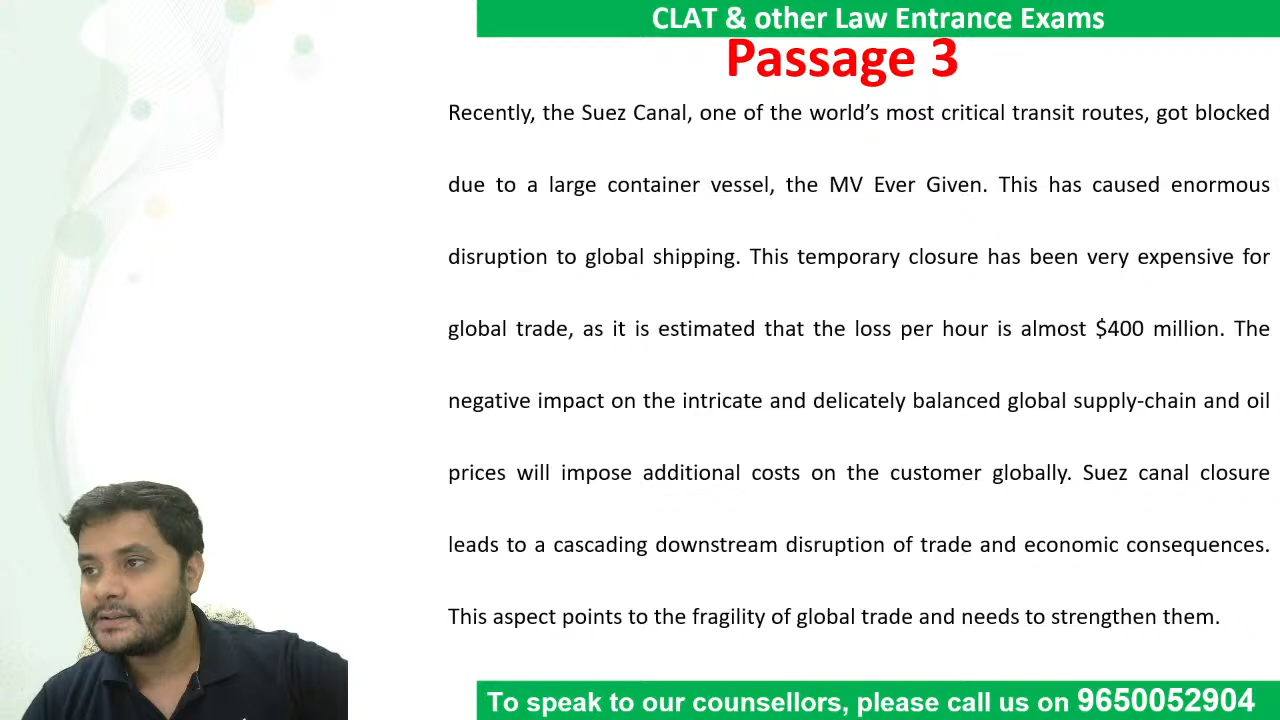 CLAT & other Law Entrance Exams
Passage 3
Recently, the Suez Canal, one of the world’s most critical transit routes, got blocked
due to a large container vessel, the MV Ever Given. This has caused enormous
disruption to global shipping. This temporary closure has been very expensive for
global trade, as it is estimated that the loss per hour is almost $400 million. The
negative impact on the intricate and delicately balanced global supply-chain and oil
prices will impose additional costs on the customer globally. Suez canal closure
leads to a cascading downstream disruption of trade and economic consequences.
This aspect points to the fragility of global trade and needs to strengthen them.
To speak to our counsellors, please call us on 9650052904